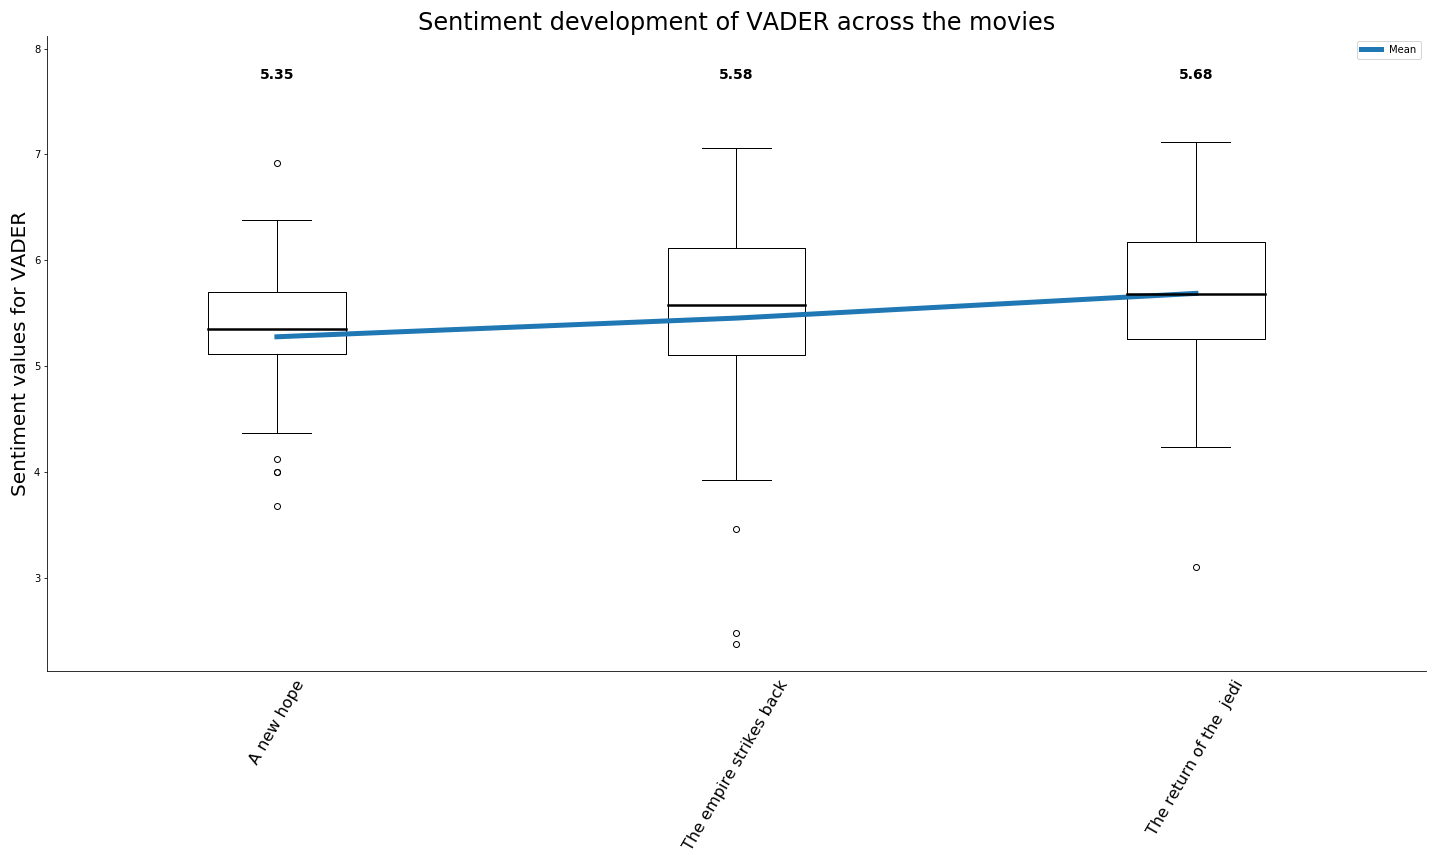 Sentiment development of VADER across the movies
Mean
5.35 5.58 5.68
Sentiment values for VADER
8
7
6
5
4
3
A new hope
The empire strikes back
The return of the  jedi